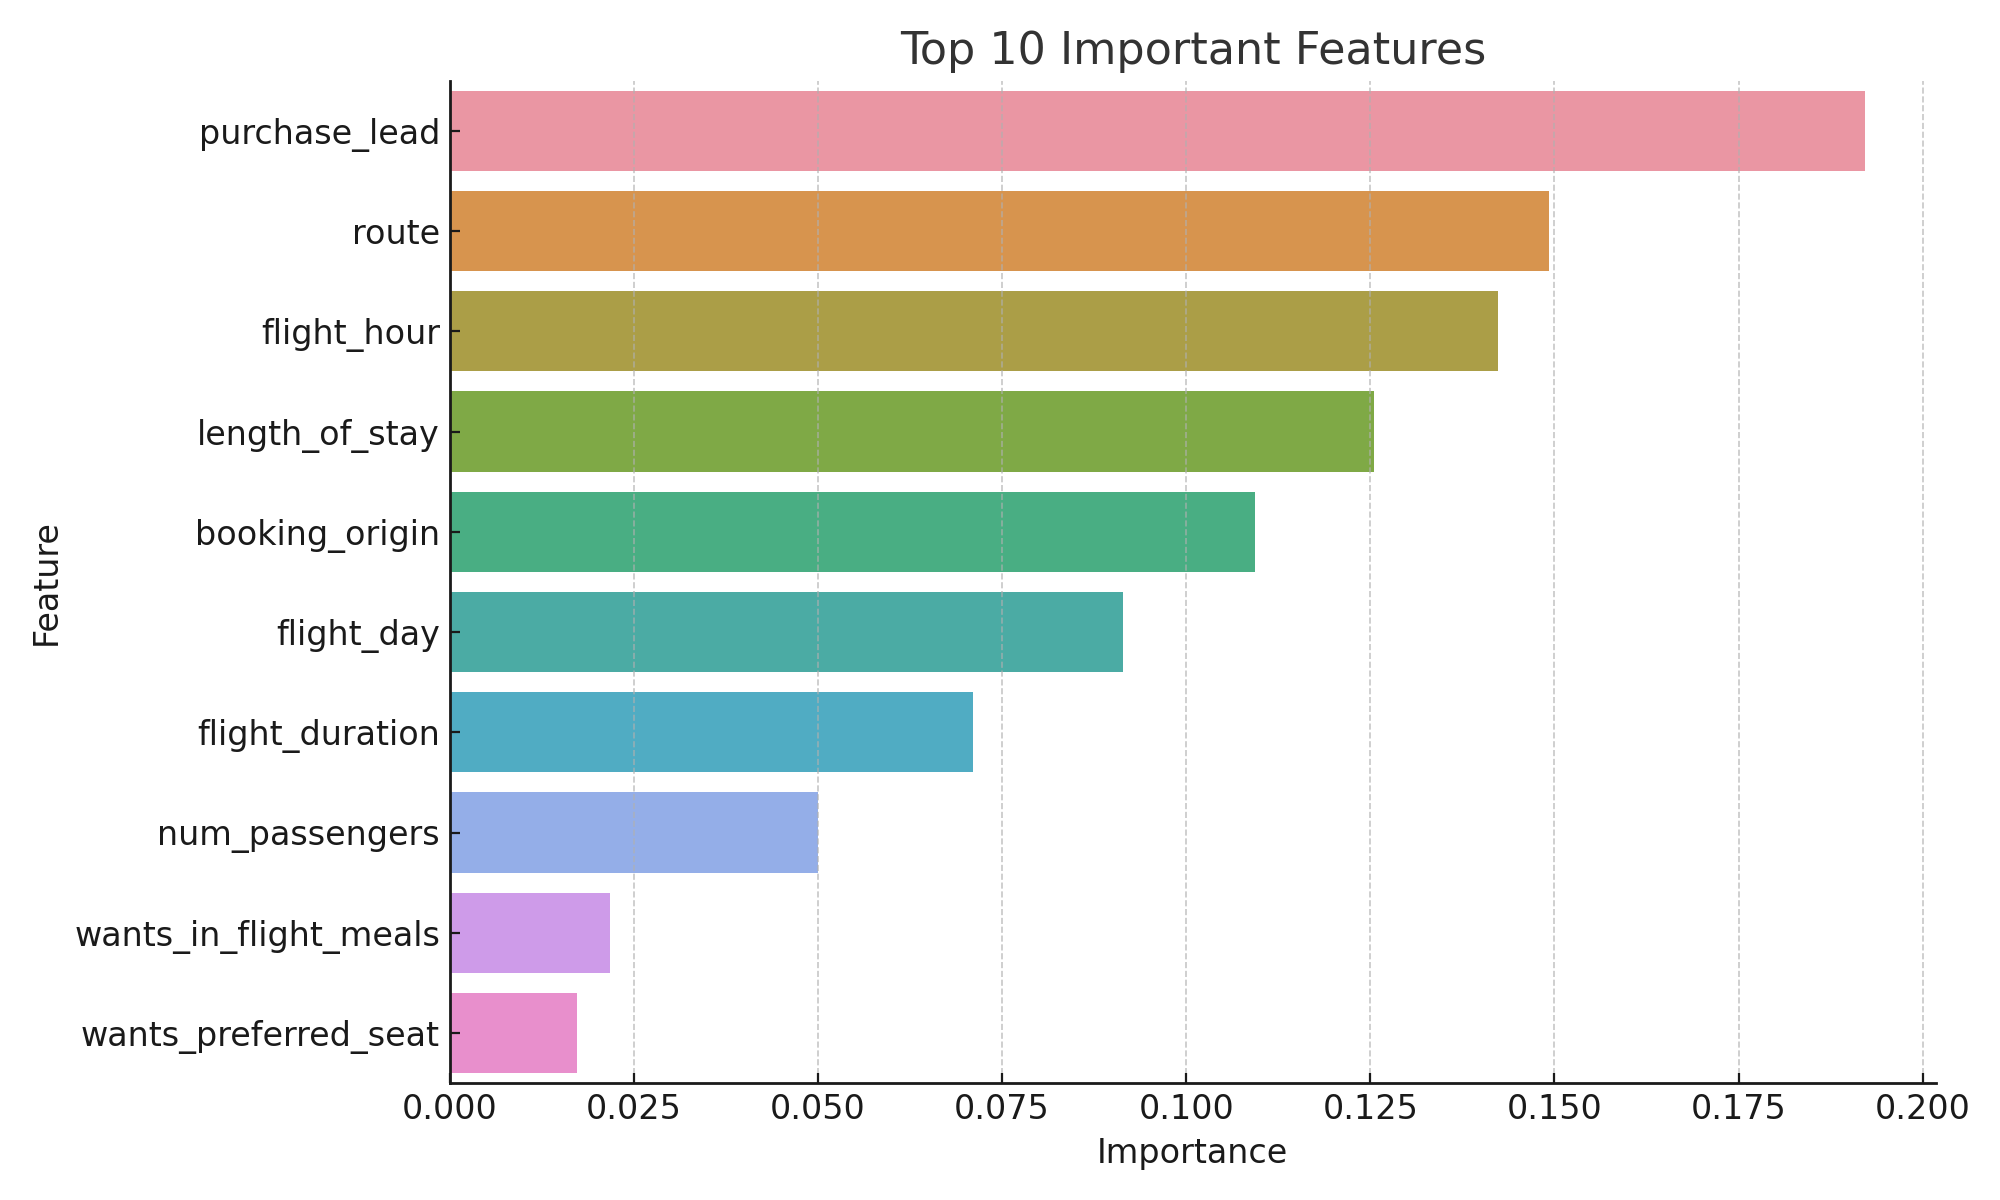 Top 10 Important Features
purchase_lead
route
flight_hour
length_of_stay
booking_origin
flight_day
flight_duration
num_passengers
wants_in_flight_meals
wants_preferred_seat
Feature
0.000 0.025 0.050 0.075 0.100 0.125 0.150 0.175 0.200
Importance